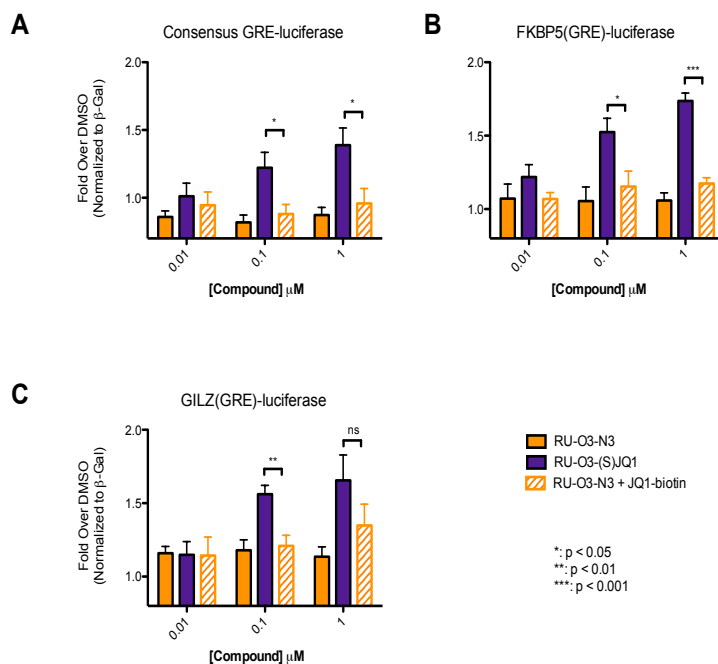 A
Consensus GRE-luciferase
Fold Over DMSO
(Normalized to β-Gal)
2.0
1.5
1.0
*
*
0.01
0.1
1
[Compound] μM
B
FKBP5(GRE)-luciferase
2.0
1.5
1.0
*
***
0.01
0.1
1
[Compound] μM
C
GILZ(GRE)-luciferase
Fold Over DMSO
(Normalized to β-Gal)
2.0
1.5
1.0
**
ns
0.01
0.1
1
[Compound] μM
RU-O3-N3
RU-O3-(S)JQ1
RU-O3-N3 + JQ1-biotin
*: p < 0.05
**: p < 0.01
***: p < 0.001